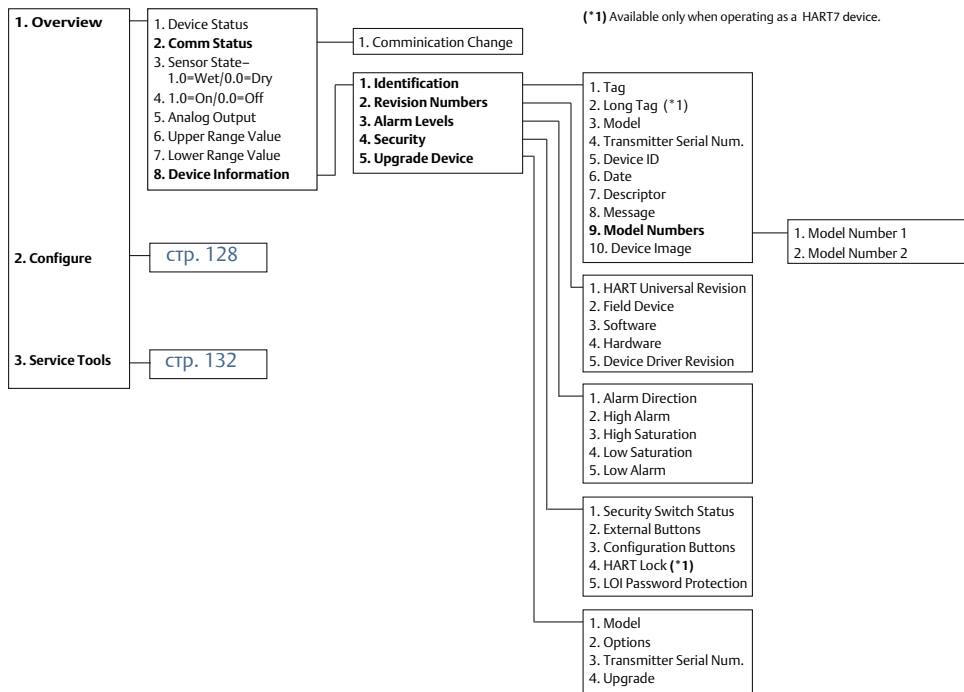 (*1) Available only when operating as a HART7 device.
1. Overview
2. Configure
3. Service Tools
1. Device Status
2. Comm Status
3. Sensor State–
1.0=Wet/0.0=Dry
4. 1.0=On/0.0=Off
5. Analog Output
6. Upper Range Value
7. Lower Range Value
8. Device Information
стр. 128
стр. 132
1. Comminication Change
1. Identification
2. Revision Numbers
3. Alarm Levels
4. Security
5. Upgrade Device
1. Tag
2. Long Tag (*1)
3. Model
4. Transmitter Serial Num.
5. Device ID
6. Date
7. Descriptor
8. Message
9. Model Numbers
10. Device Image
1. Model Number 1
2. Model Number 2
1. HART Universal Revision
2. Field Device
3. Software
4. Hardware
5. Device Driver Revision
1. Alarm Direction
2. High Alarm
3. High Saturation
4. Low Saturation
5. Low Alarm
1. Security Switch Status
2. External Buttons
3. Configuration Buttons
4. HART Lock (*1)
5. LOI Password Protection
1. Model
2. Options
3. Transmitter Serial Num.
4. Upgrade